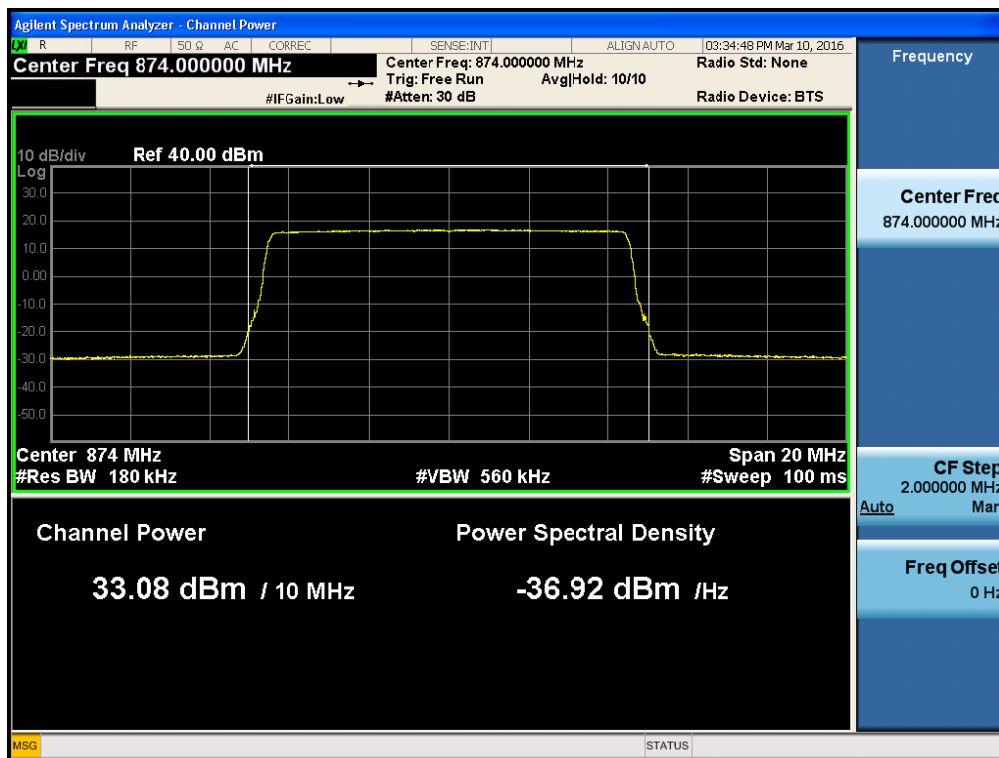 Agilent Spectrum Analyzer - Channel Power
LXI R RF 50 Ω AC CORREC SENSE:INT ALIGNAUTO 03:34:48 PM Mar 10, 2016
Center Freq 874.000000 MHz
Center Freq: 874.000000 MHz
Radio Std: None
Trig: Free Run Avg|Hold: 10/10
#IFGain:Low
#Atten: 30 dB
Radio Device: BTS
Frequency
10 dB/div Ref 40.00 dBm
Log
30.0
20.0
10.0
0.00
-10.0
-20.0
-30.0
-40.0
-50.0
Center 874 MHz
Span 20 MHz
#Res BW 180 kHz
#VBW 560 kHz
#Sweep 100 ms
Center Freq
874.000000 MHz
CF Step
2.000000 MHz
Auto Man
Freq Offset
0 Hz
Channel Power
Power Spectral Density
33.08 dBm / 10 MHz
-36.92 dBm /Hz
MSG
STATUS